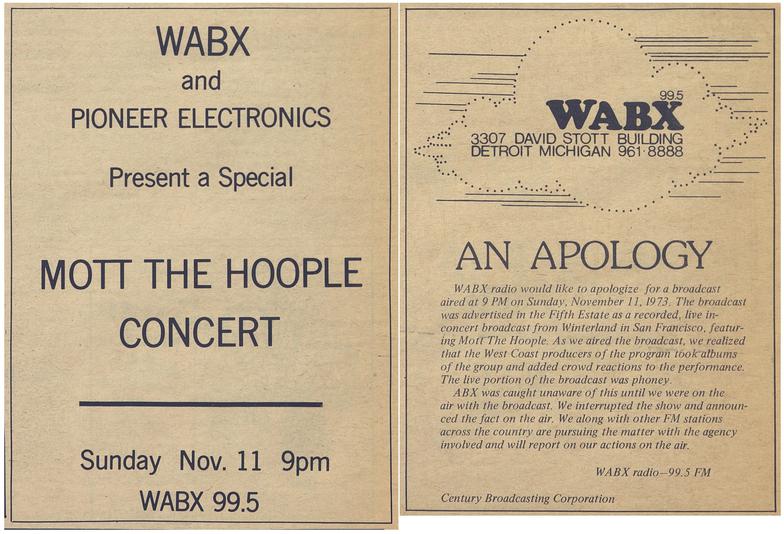 WABX
and
PIONEER ELECTRONICS
Present a Special
MOTT THE HOOPLE
CONCERT
Sunday Nov. 11 9pm
WABX 99.5
99.5
WABX
3307 DAVID STOTT BUILDING
DETROIT MICHIGAN 961·8888
AN APOLOGY
WABX radio would like to apologize for a broadcast
aired at 9 PM on Sunday, November 11, 1973. The broadcast
was advertised in the Fifth Estate as a recorded, live in-
concert broadcast from Winterland in San Francisco, featur-
ing Mott The Hoople. As we aired the broadcast, we realized
that the West Coast producers of the program took albums
of the group and added crowd reactions to the performance.
The live portion of the broadcast was phoney.
ABX was caught unaware of this until we were on the
air with the broadcast. We interrupted the show and announ-
ced the fact on the air. We along with other FM stations
across the country are pursuing the matter with the agency
involved and will report on our actions on the air.
WABX radio—99.5 FM
Century Broadcasting Corporation